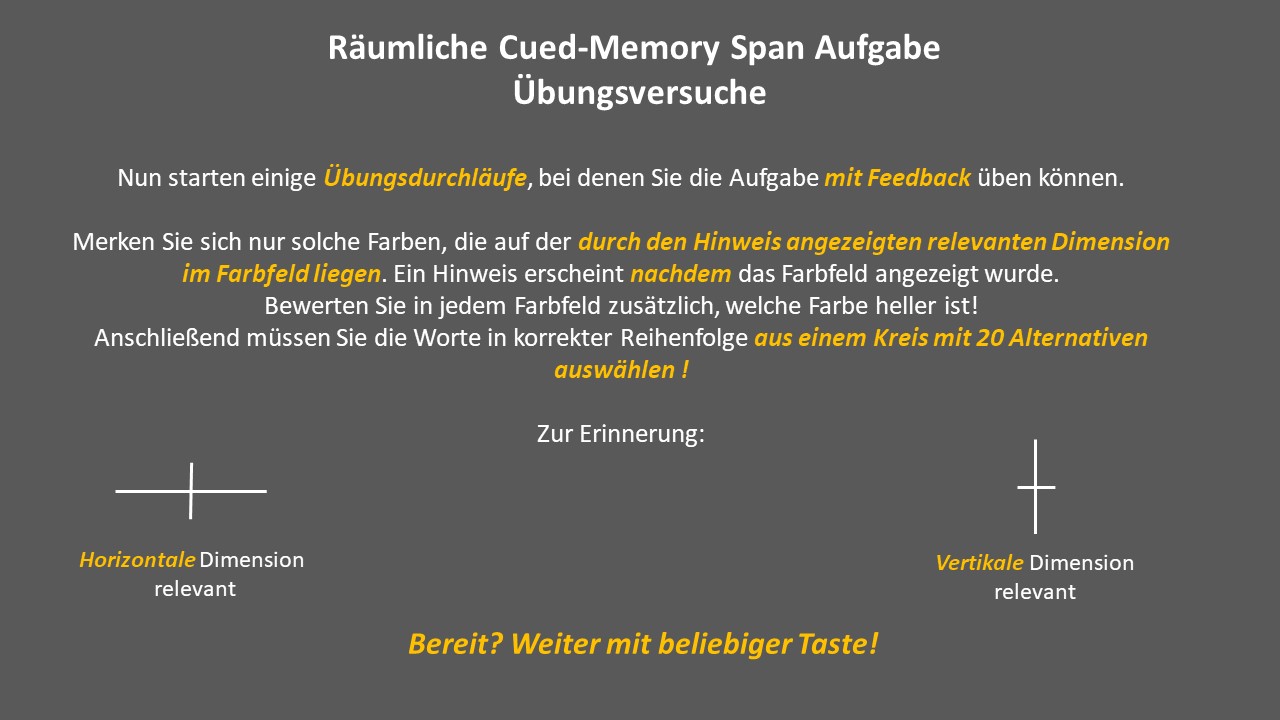 Räumliche Cued-Memory Span Aufgabe
Übungsversuche
Nun starten einige Übungsdurchläufe, bei denen Sie die Aufgabe mit Feedback üben können.
Merken Sie sich nur solche Farben, die auf der durch den Hinweis angezeigten relevanten Dimension
im Farbfeld liegen. Ein Hinweis erscheint nachdem das Farbfeld angezeigt wurde.
Bewerten Sie in jedem Farbfeld zusätzlich, welche Farbe heller ist!
Anschließend müssen Sie die Worte in korrekter Reihenfolge aus einem Kreis mit 20 Alternativen
auswählen !
Zur Erinnerung:
Horizontale Dimension
relevant
Vertikale Dimension
relevant
Bereit? Weiter mit beliebiger Taste!